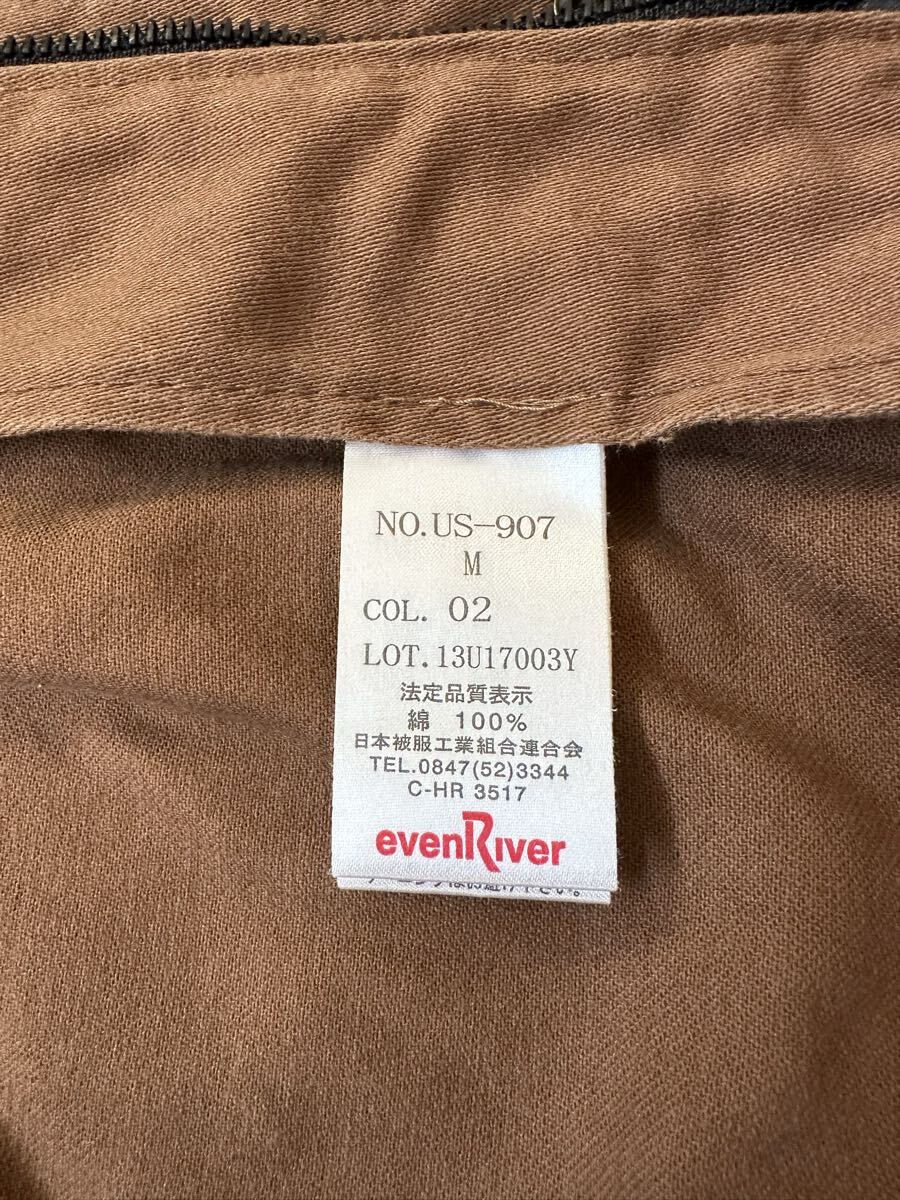 NO.US-907
M
COL. 02
LOT.13U17003Y
法定品質表示
綿 100%
日本被服工業組合連合会
TEL.0847(52)3344
C-HR 3517
evenRiver